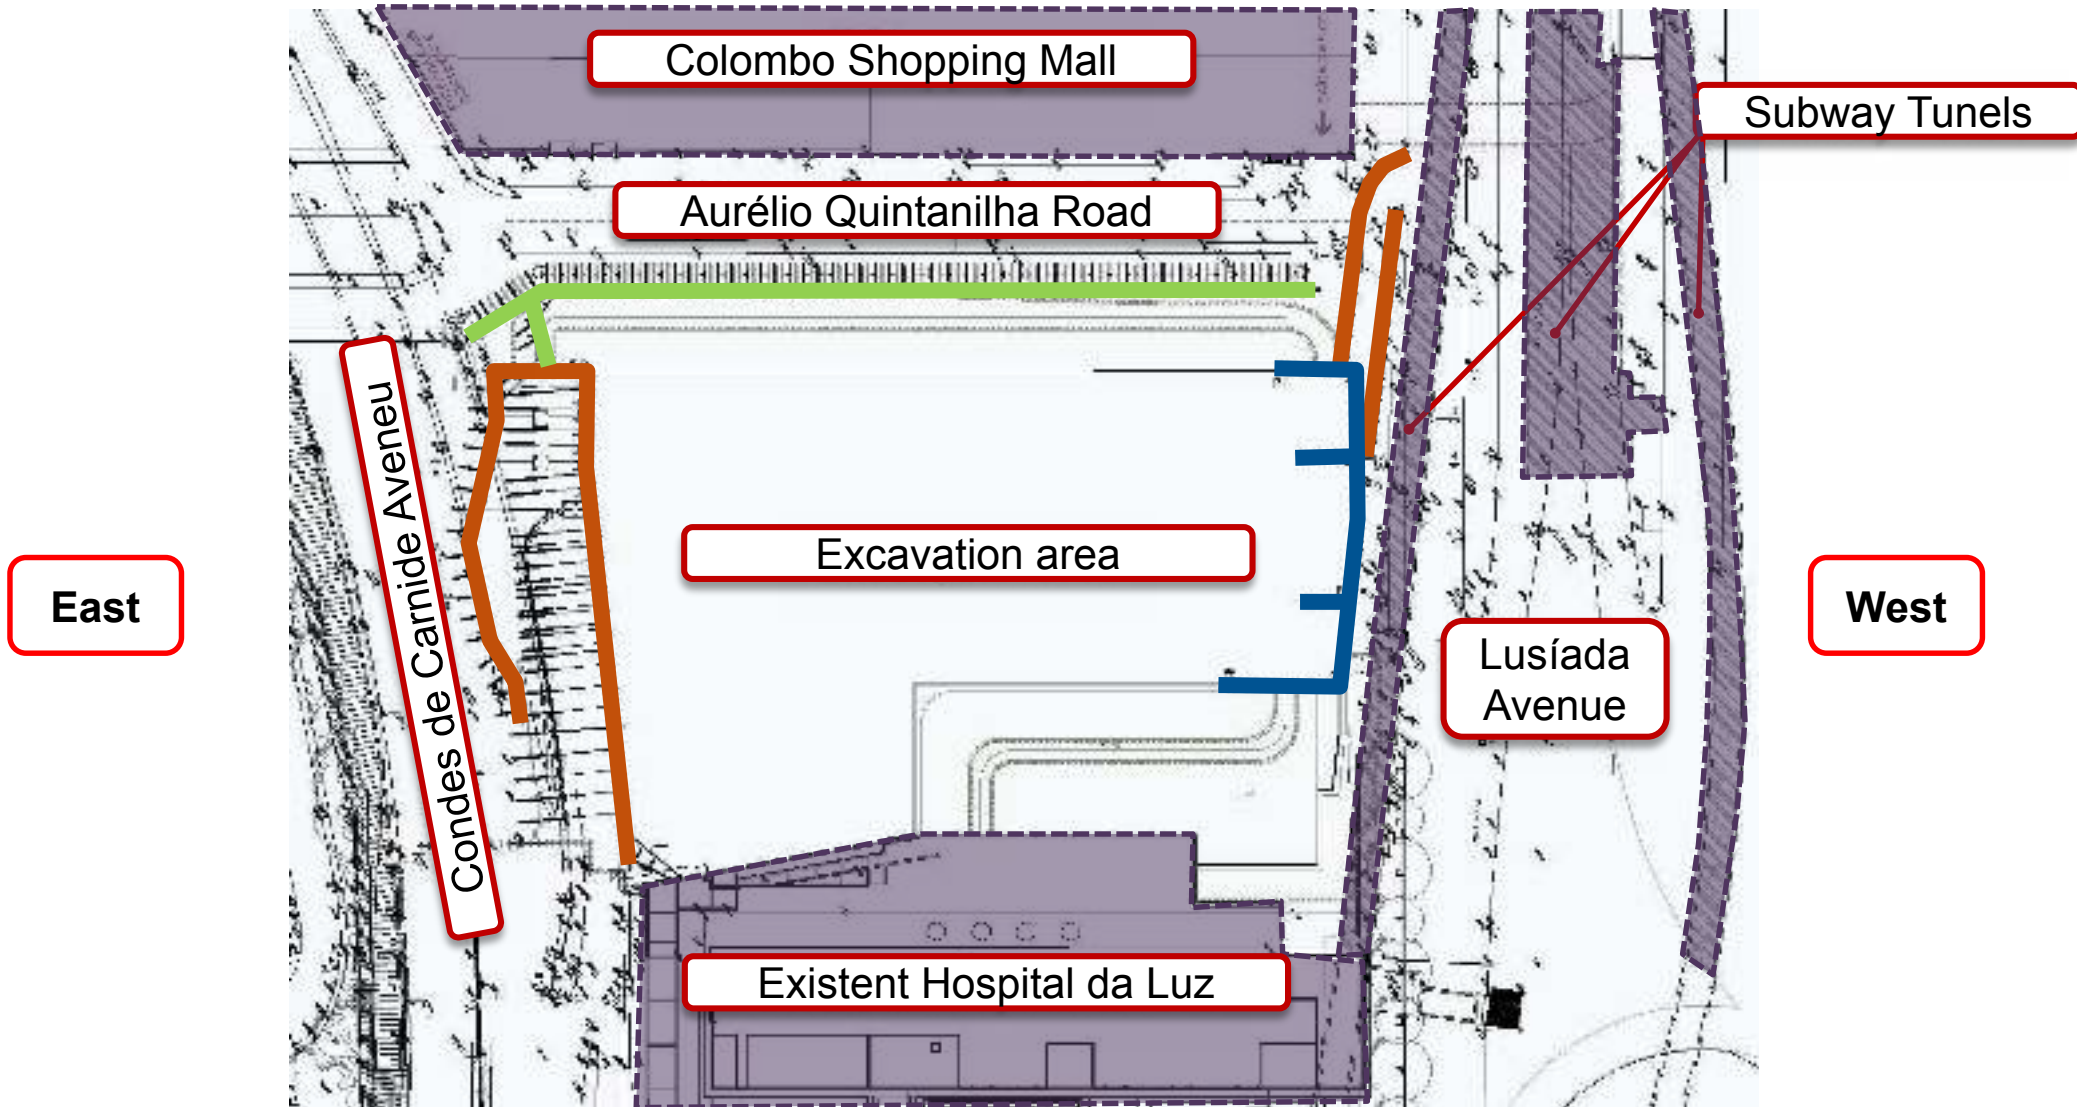 Colombo Shopping Mall
Subway Tunels
Aurélio Quintanilha Road
Condes de Carnide Aveneu
Excavation area
East
West
Lusíada
Avenue
Existent Hospital da Luz